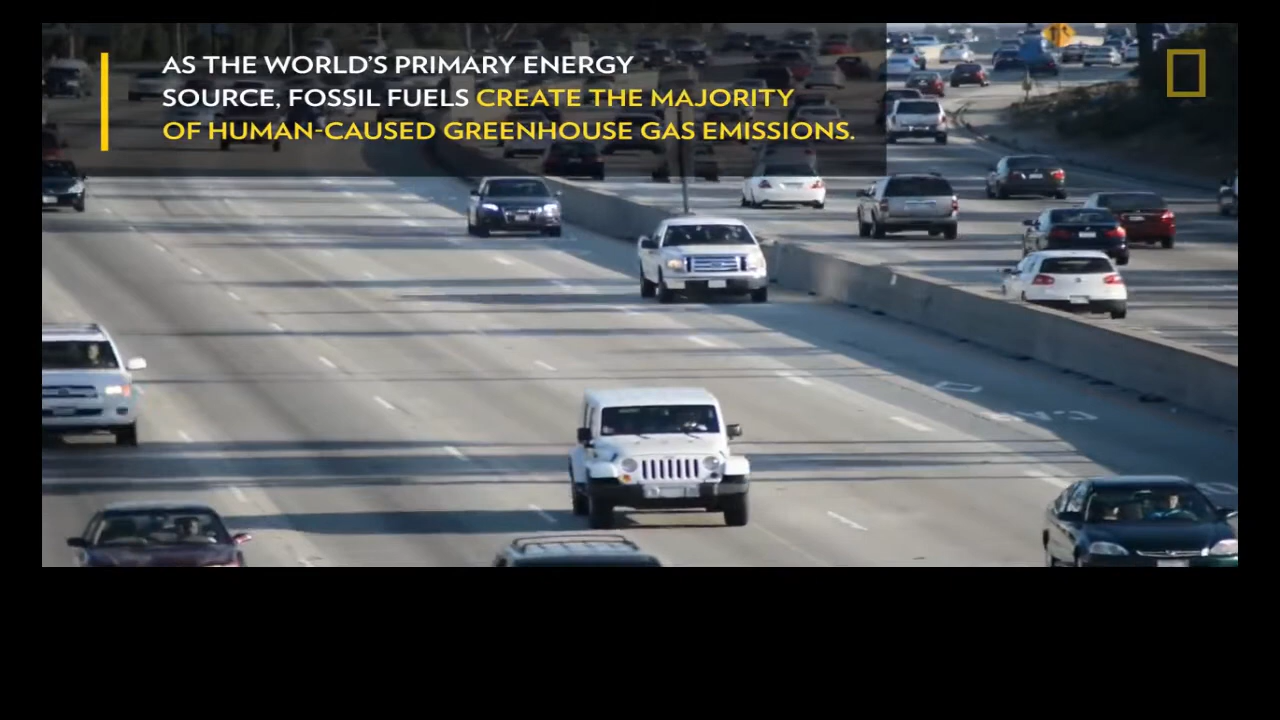 AS THE WORLD'S PRIMARY ENERGY
SOURCE, FOSSIL FUELS CREATE THE MAJORITY
OF HUMAN-CAUSED GREENHOUSE GAS EMISSIONS.